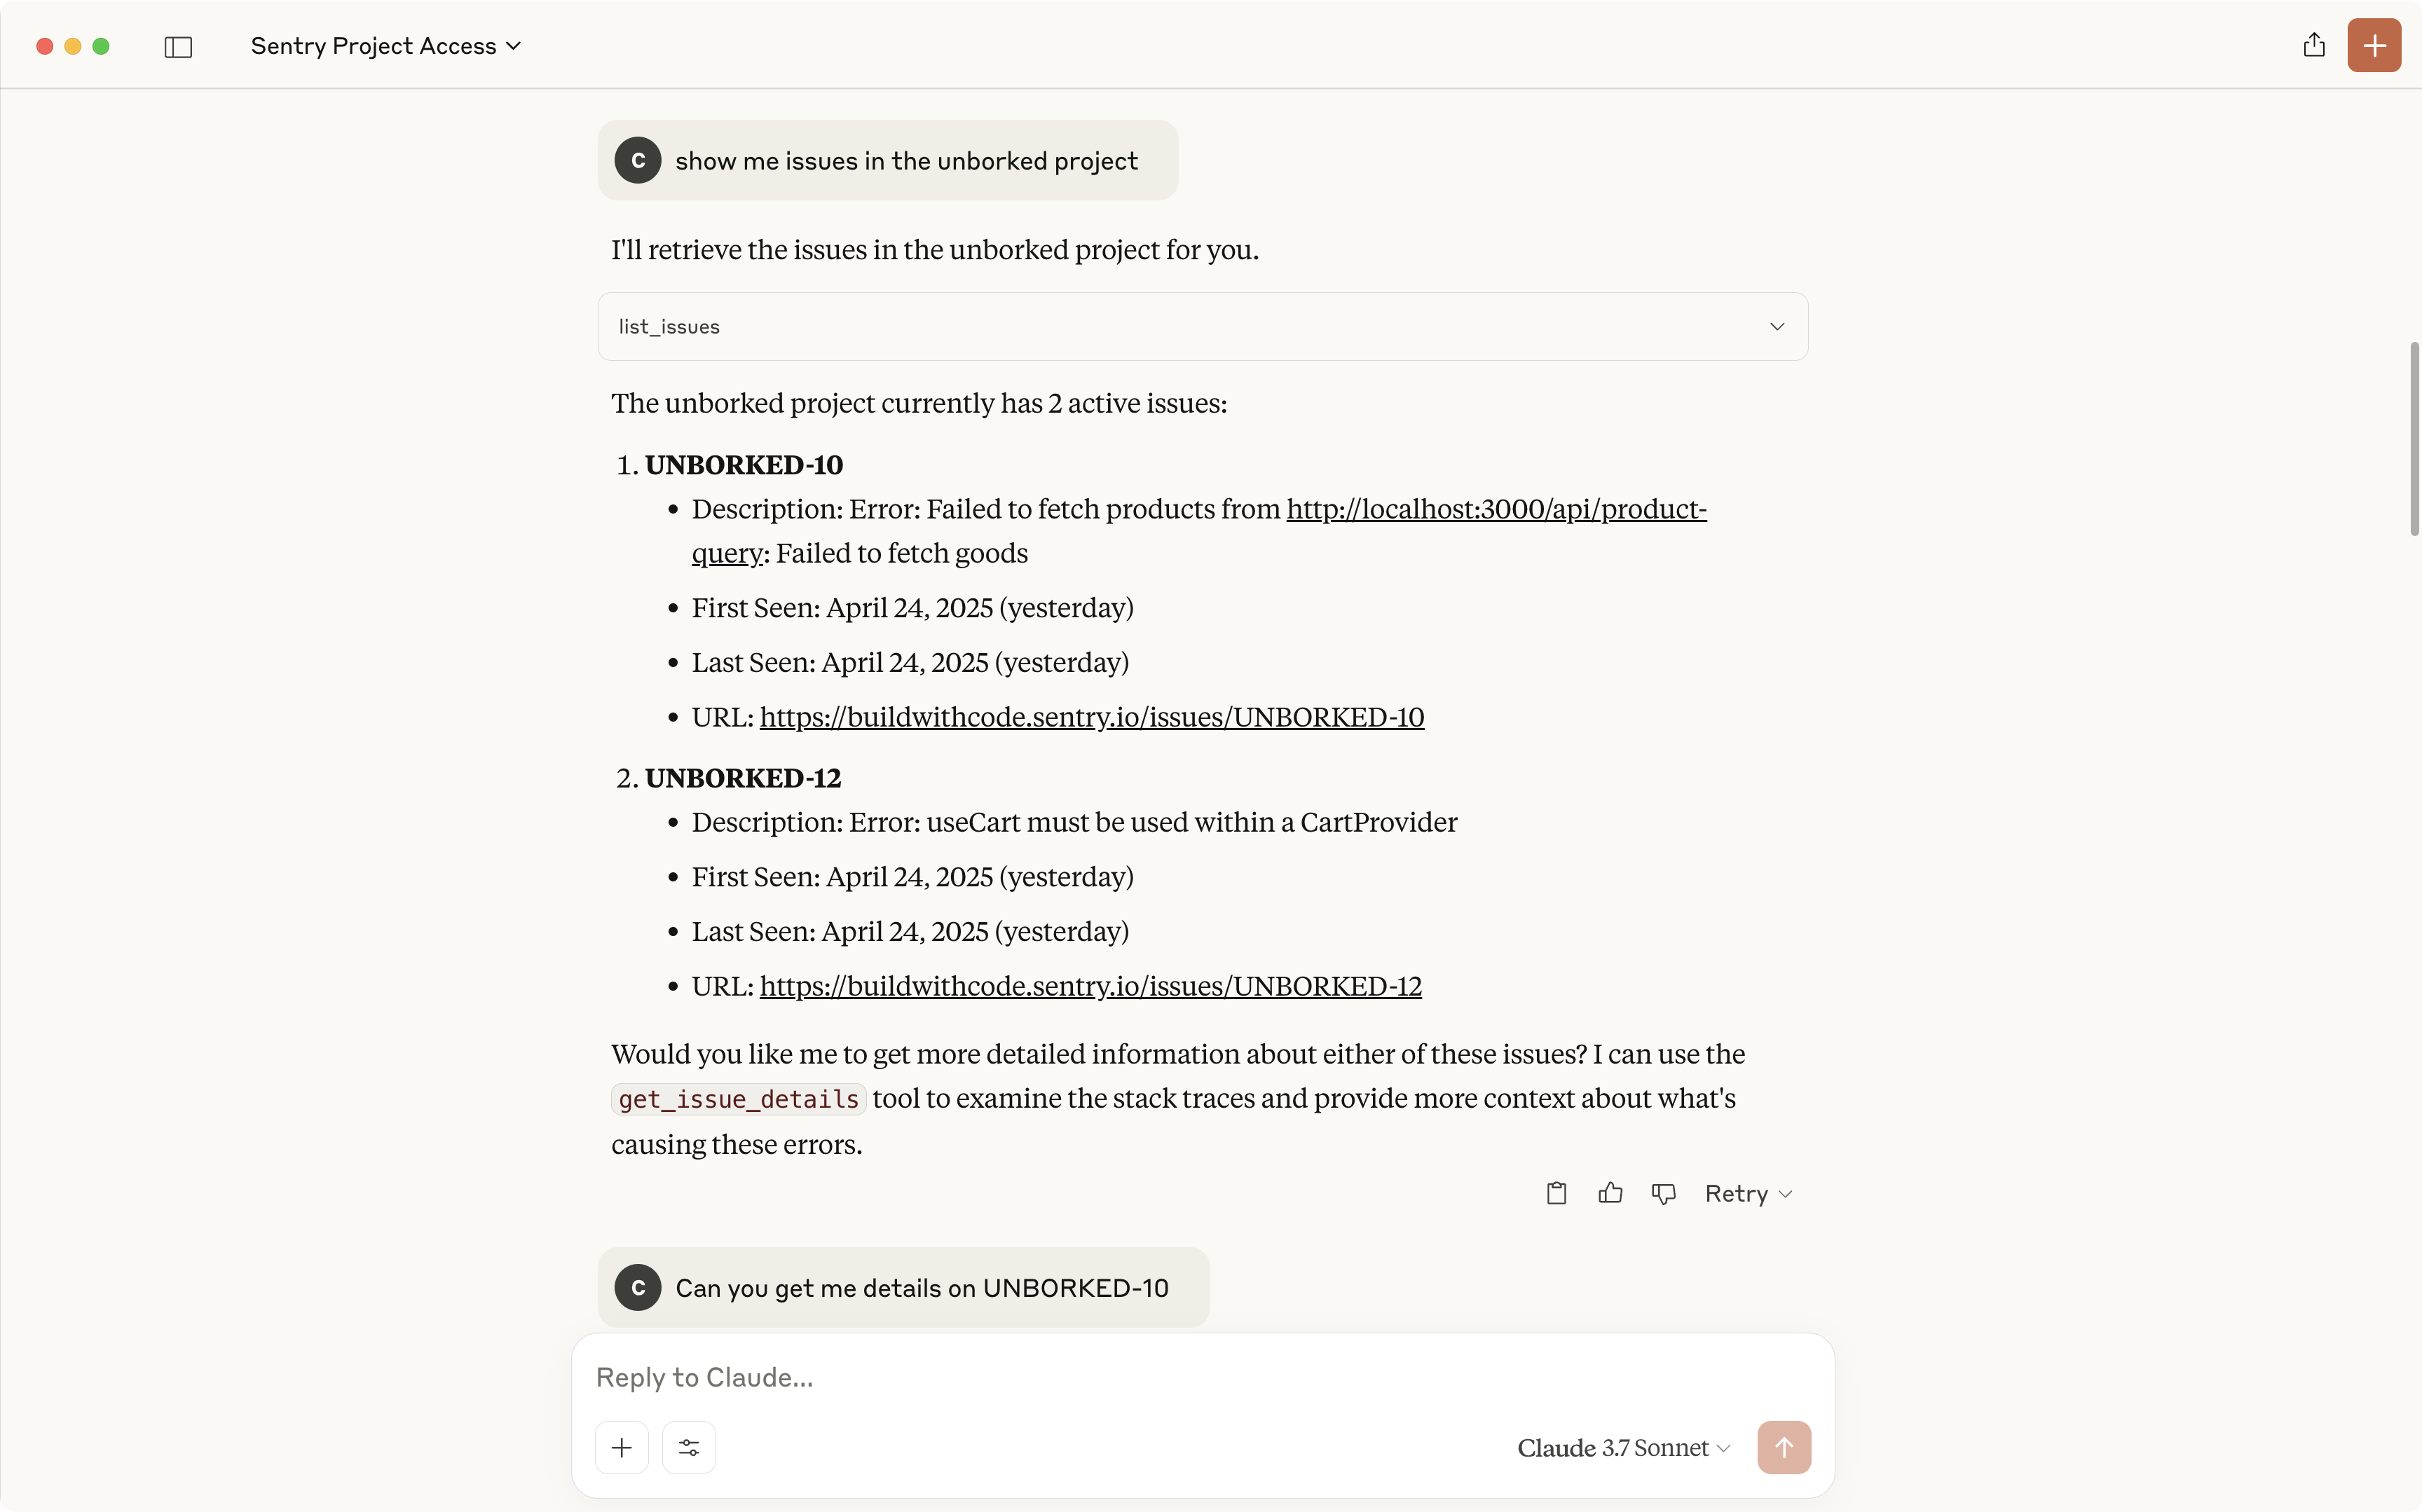 Sentry Project Access
C show me issues in the unborked project
I'll retrieve the issues in the unborked project for you.
list_issues
The unborked project currently has 2 active issues:
1. UNBORKED-10
• Description: Error: Failed to fetch products from http://localhost:3000/api/product-
query: Failed to fetch goods
• First Seen: April 24, 2025 (yesterday)
• Last Seen: April 24, 2025 (yesterday)
• URL: https://buildwithcode.sentry.io/issues/UNBORKED-10
2. UNBORKED-12
• Description: Error: useCart must be used within a CartProvider
• First Seen: April 24, 2025 (yesterday)
• Last Seen: April 24, 2025 (yesterday)
• URL: https://buildwithcode.sentry.io/issues/UNBORKED-12
Would you like me to get more detailed information about either of these issues? I can use the
get_issue_details tool to examine the stack traces and provide more context about what's
causing these errors.
Retry
C Can you get me details on UNBORKED-10
Reply to Claude...
Claude 3.7 Sonnet